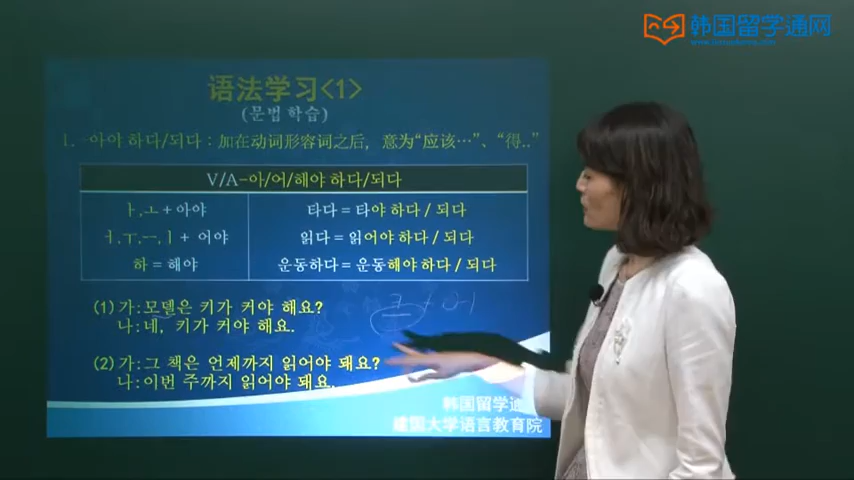 韩国留学通网
语法学习<1>
(문법 학습)
1. -아야 하다/되다 : 加在动词形容词之后，意为“应该…”、“得..”
V/A-아/어/해야 하다/되다
ㅏ,ㅗ + 아야
타다 = 타야 하다 / 되다
ㅓ,ㅜ,ㅡ,ㅣ + 어야
읽다 = 읽어야 하다 / 되다
하 = 해야
운동하다 = 운동해야 하다 / 되다
(1) 가:모델은 키가 커야 해요?
나:네, 키가 커야 해요.
(2) 가:그 책은 언제까지 읽어야 돼요?
나:이번 주까지 읽어야 돼요.
韩国留学通
建国大学语言教育院